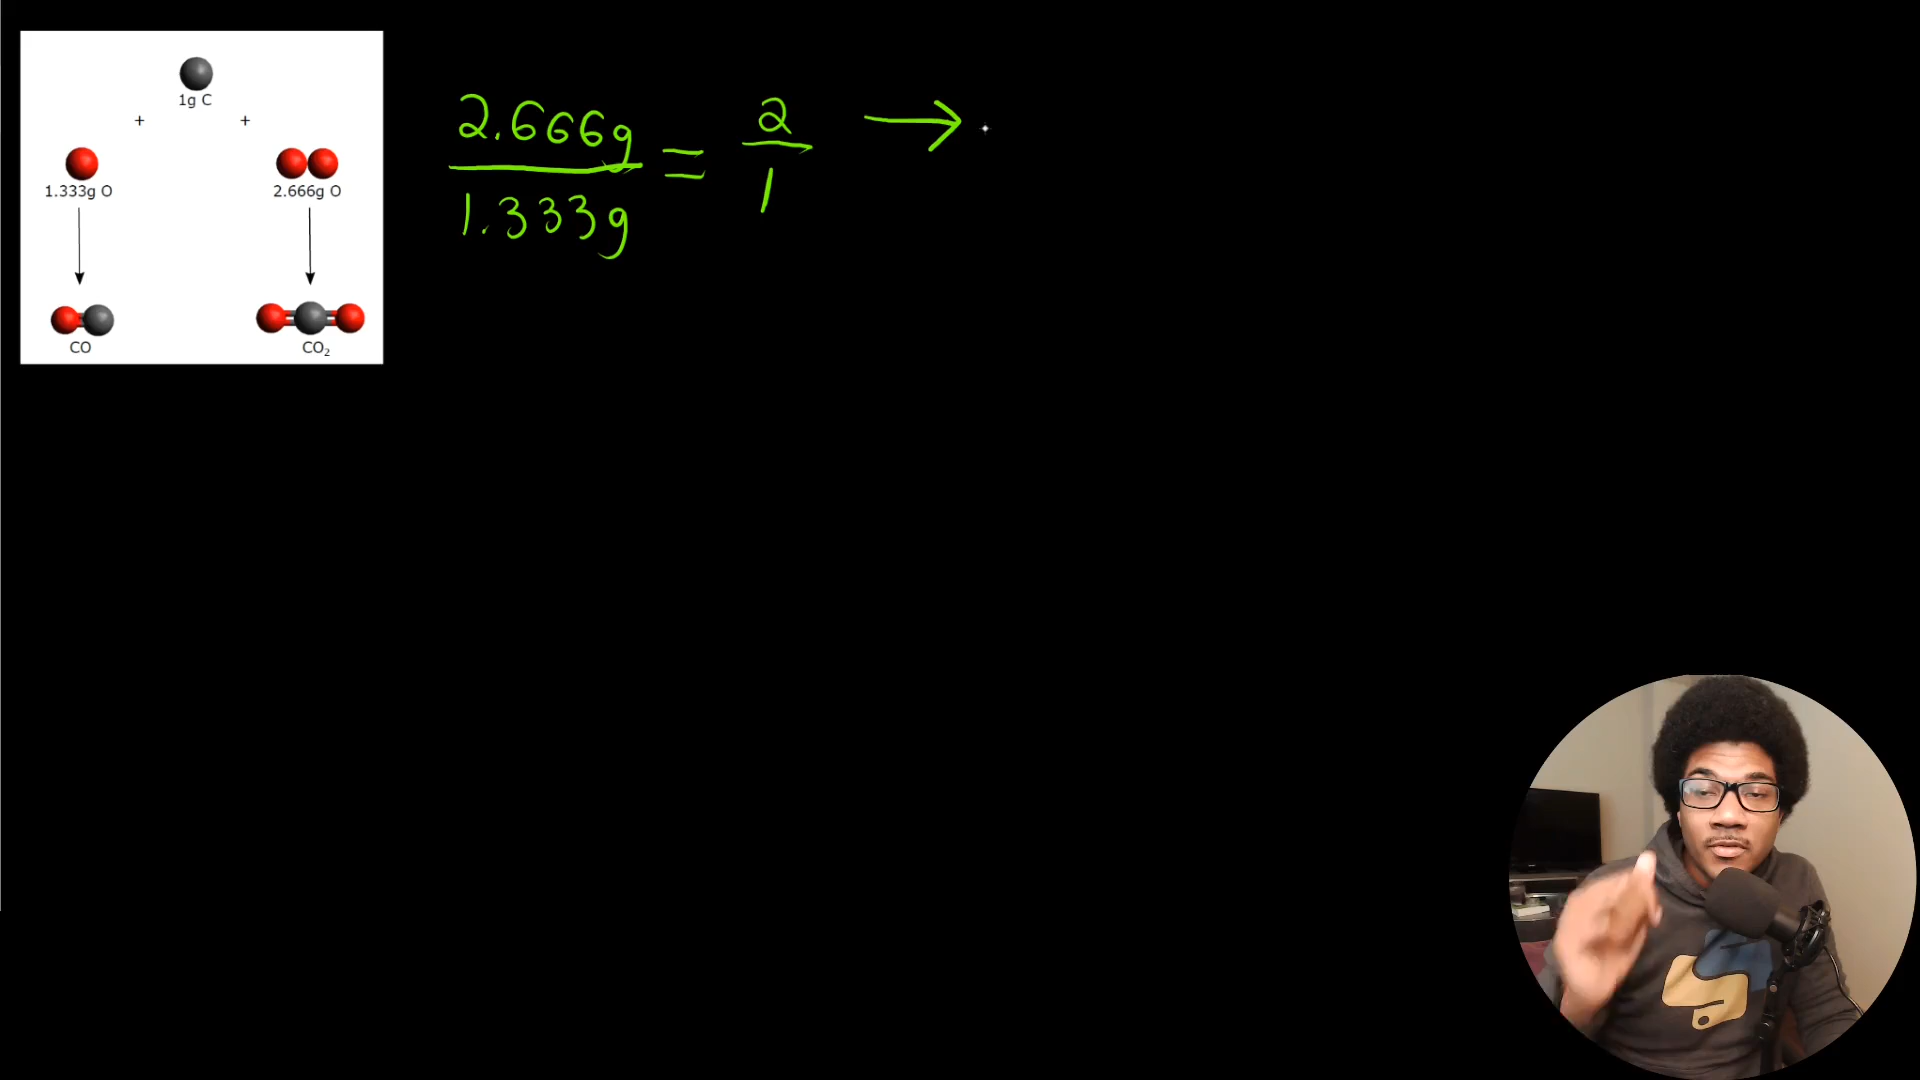 1g C
+ +
1.333g O 2.666g O
CO CO₂
2.666g
1.333g
=
2
1
→